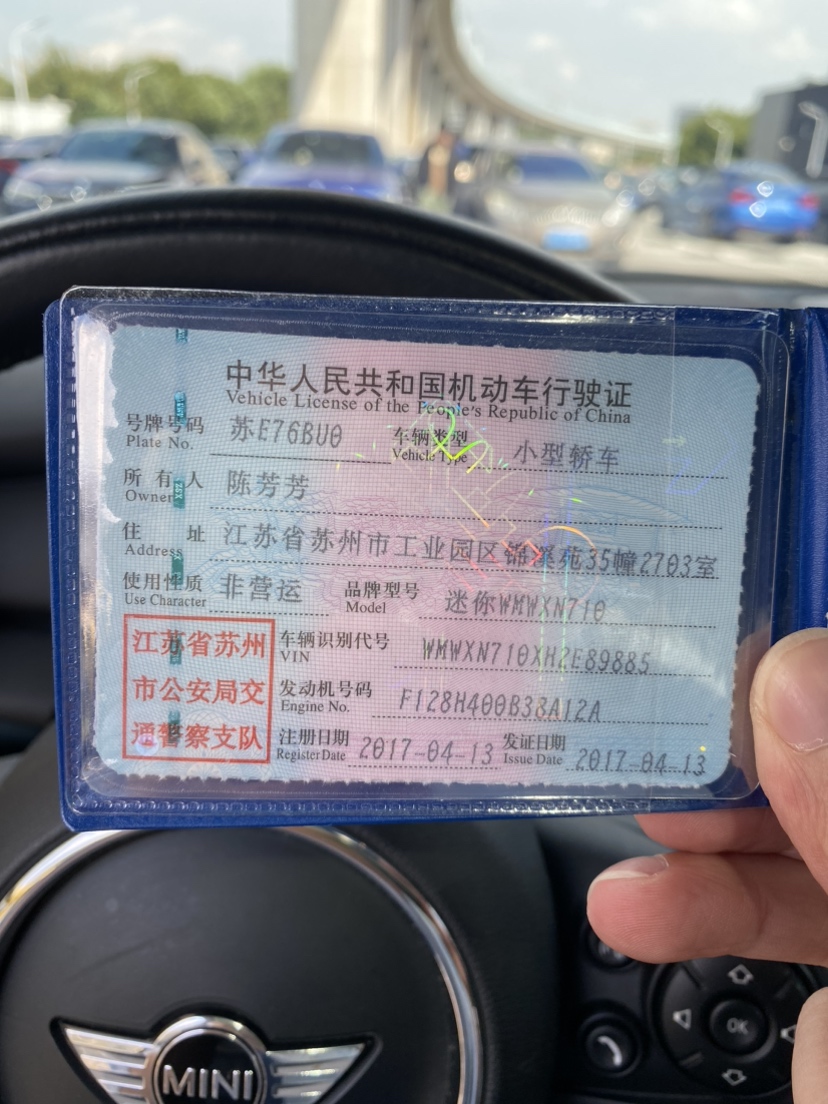 中华人民共和国机动车行驶证
Vehicle License of the People's Republic of China
号牌号码 苏E76BU0 车辆类型 小型轿车
Plate No. Vehicle Type
所有人 陈芳芳
Owner
住址 江苏省苏州市工业园区锦溪苑35幢2703室
Address
使用性质 非营运 品牌型号 迷你WMWXN710
Use Character Model
江苏省苏州
市公安局交
通警察支队
车辆识别代号 WMWXN710XH2E89885
VIN
发动机号码 F128H400B38A12A
Engine No.
注册日期 2017-04-13 发证日期 2017-04-13
Register Date Issue Date
MINI
OK